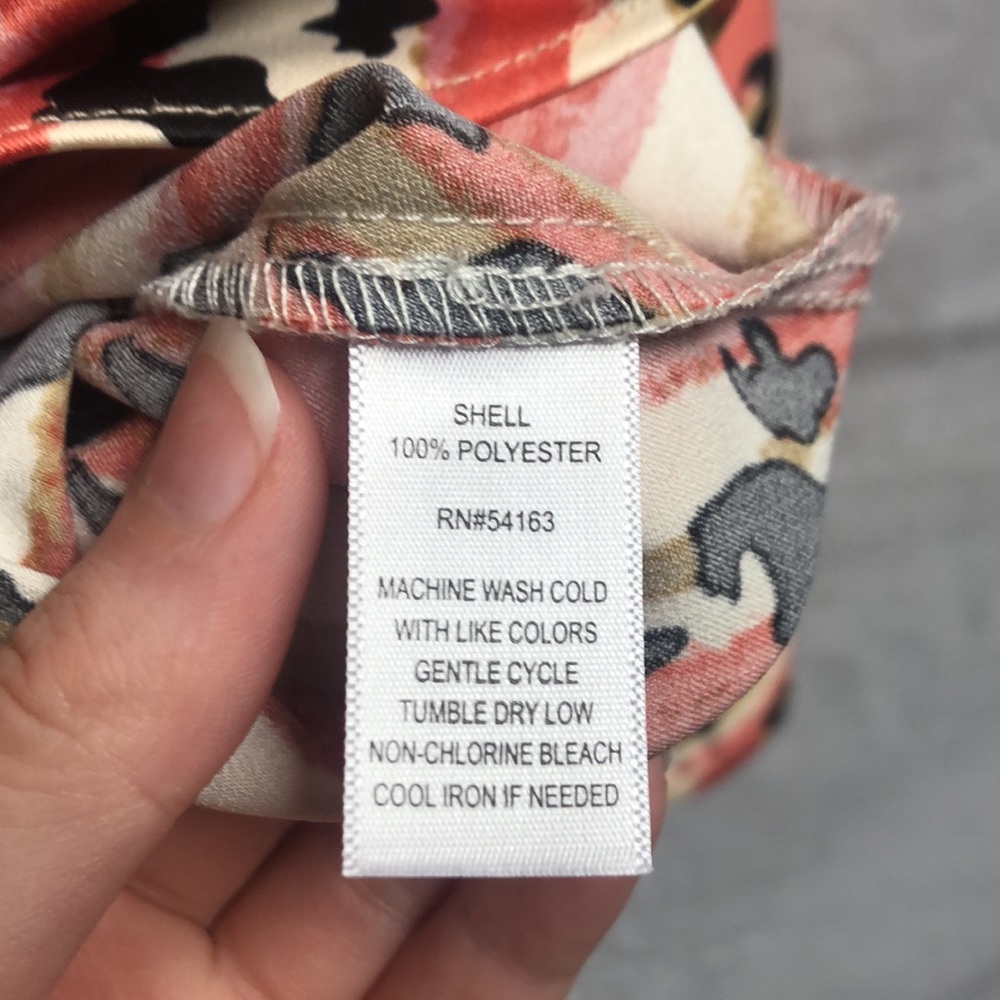 SHELL
100% POLYESTER
RN#54163
MACHINE WASH COLD
WITH LIKE COLORS
GENTLE CYCLE
TUMBLE DRY LOW
NON-CHLORINE BLEACH
COOL IRON IF NEEDED